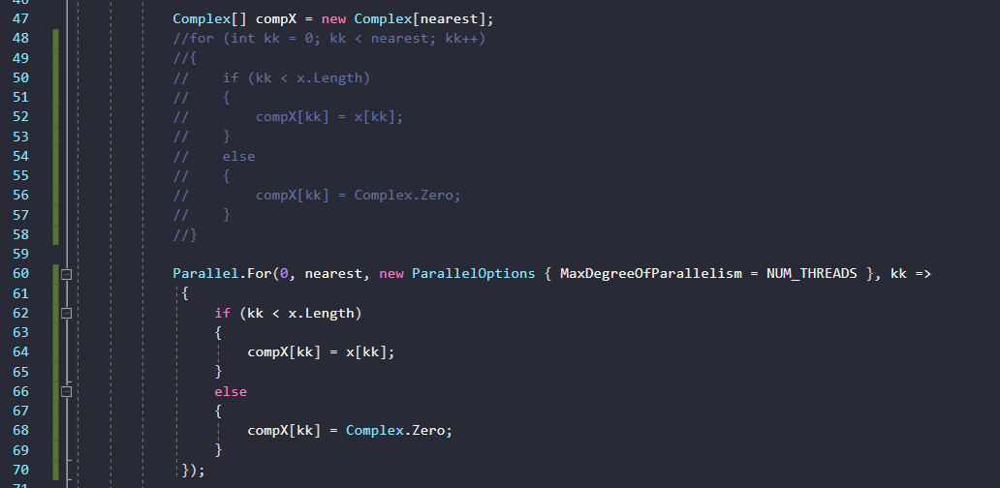 47 Complex[] compX = new Complex[nearest];
48 //for (int kk = 0; kk < nearest; kk++)
49 //{
50 //    if (kk < x.Length)
51 //    {
52 //        compX[kk] = x[kk];
53 //    }
54 //    else
55 //    {
56 //        compX[kk] = Complex.Zero;
57 //    }
58 //}
59
60 Parallel.For(0, nearest, new ParallelOptions { MaxDegreeOfParallelism = NUM_THREADS }, kk =>
61 {
62     if (kk < x.Length)
63     {
64         compX[kk] = x[kk];
65     }
66     else
67     {
68         compX[kk] = Complex.Zero;
69     }
70 });